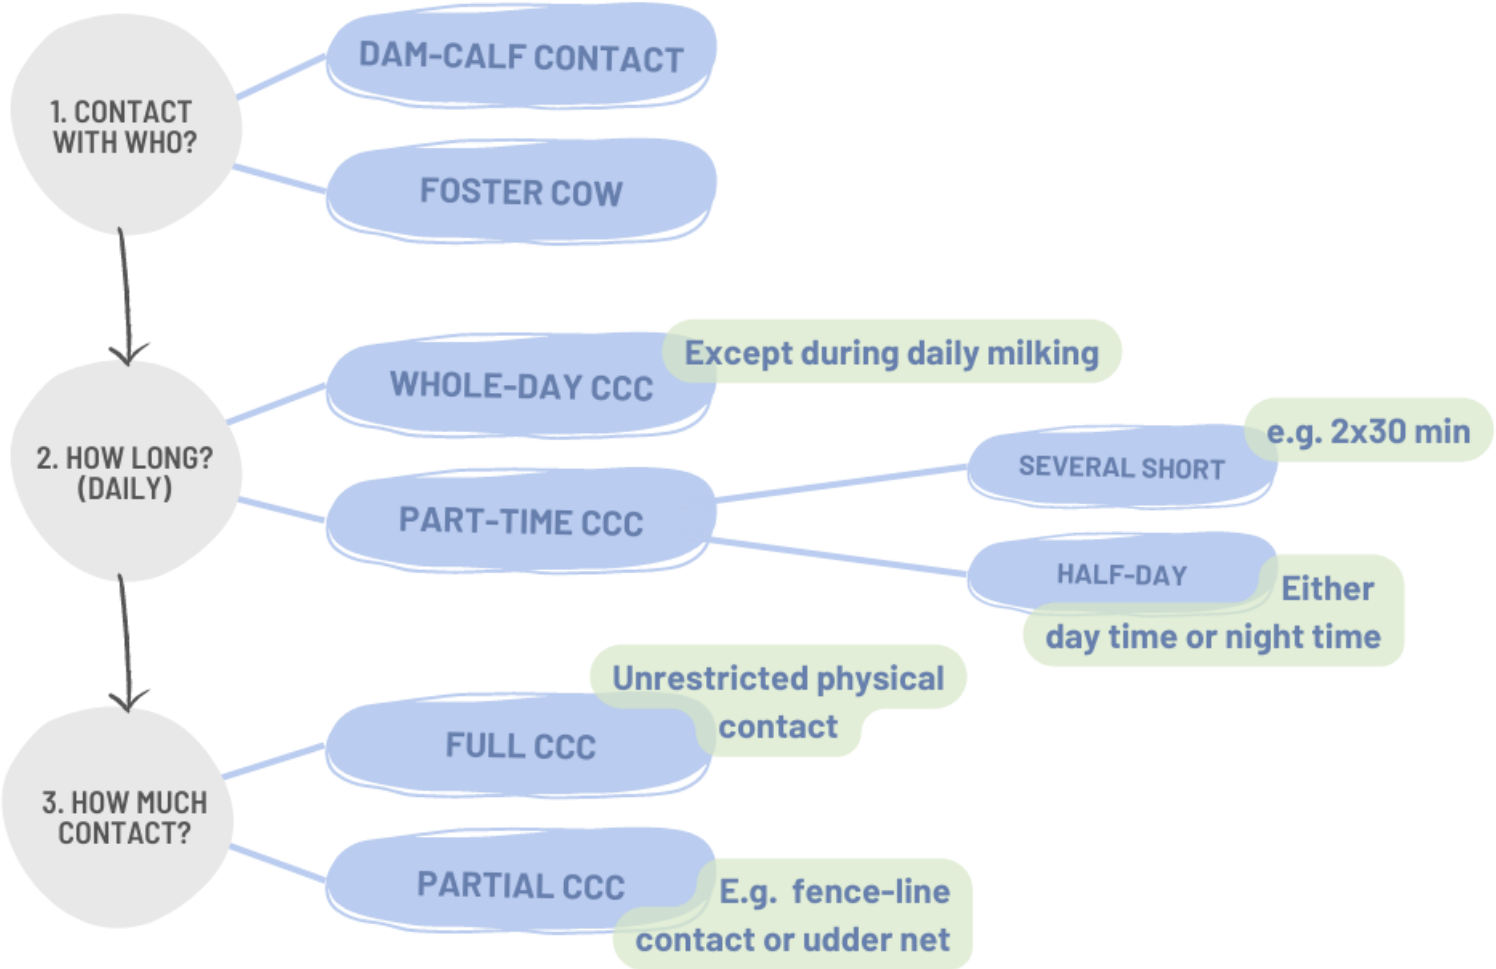 1. CONTACT
WITH WHO?
DAM-CALF CONTACT
FOSTER COW
2. HOW LONG?
(DAILY)
WHOLE-DAY CCC
Except during daily milking
PART-TIME CCC
SEVERAL SHORT
e.g. 2x30 min
HALF-DAY
Either
day time or night time
3. HOW MUCH
CONTACT?
FULL CCC
Unrestricted physical
contact
PARTIAL CCC
E.g. fence-line
contact or udder net